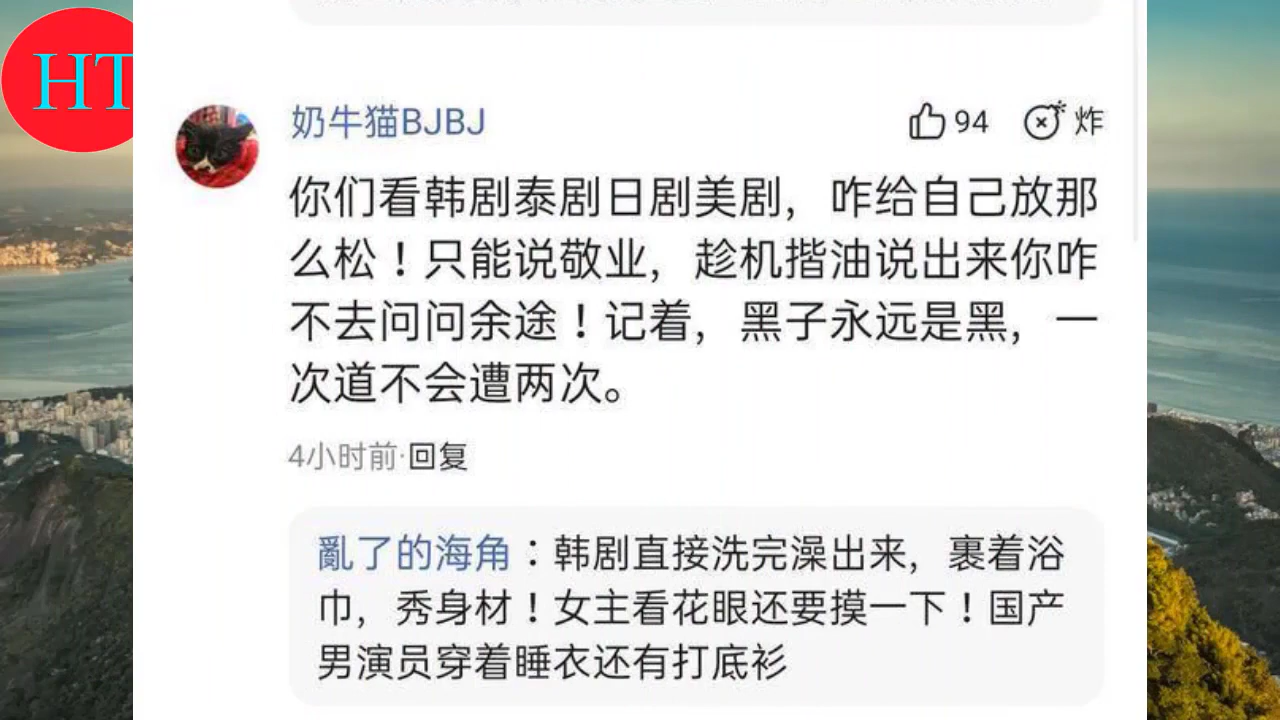 HT
奶牛猫BJBJ
94
炸
你们看韩剧泰剧日剧美剧，咋给自己放那
么松！只能说敬业，趁机揩油说出来你咋
不去问问余途！记着，黑子永远是黑，一
次道不会遭两次。
4小时前·回复
亂了的海角：韩剧直接洗完澡出来，裹着浴
巾，秀身材！女主看花眼还要摸一下！国产
男演员穿着睡衣还有打底衫